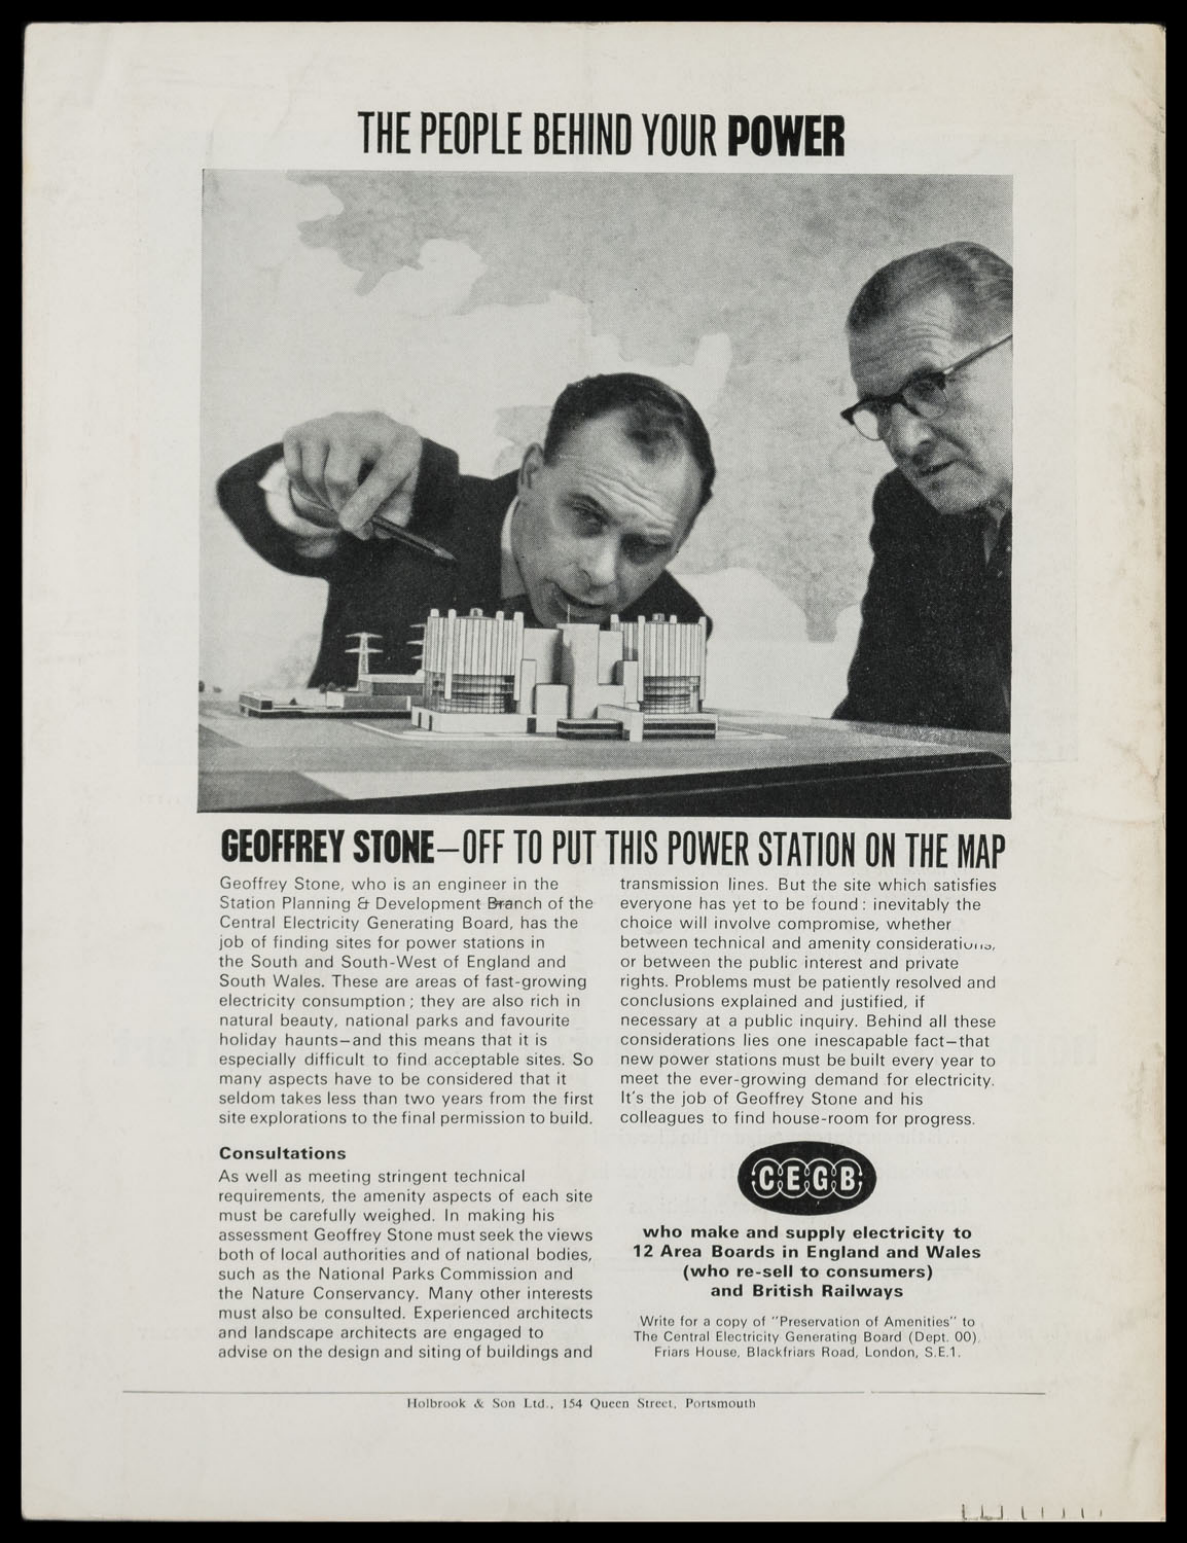 THE PEOPLE BEHIND YOUR POWER
GEOFFREY STONE—OFF TO PUT THIS POWER STATION ON THE MAP
Geoffrey Stone, who is an engineer in the
Station Planning & Development Branch of the
Central Electricity Generating Board, has the
job of finding sites for power stations in
the South and South-West of England and
South Wales. These are areas of fast-growing
electricity consumption; they are also rich in
natural beauty, national parks and favourite
holiday haunts—and this means that it is
especially difficult to find acceptable sites. So
many aspects have to be considered that it
seldom takes less than two years from the first
site explorations to the final permission to build.
Consultations
As well as meeting stringent technical
requirements, the amenity aspects of each site
must be carefully weighed. In making his
assessment Geoffrey Stone must seek the views
both of local authorities and of national bodies,
such as the National Parks Commission and
the Nature Conservancy. Many other interests
must also be consulted. Experienced architects
and landscape architects are engaged to
advise on the design and siting of buildings and
transmission lines. But the site which satisfies
everyone has yet to be found: inevitably the
choice will involve compromise, whether
between technical and amenity considerations,
or between the public interest and private
rights. Problems must be patiently resolved and
conclusions explained and justified, if
necessary at a public inquiry. Behind all these
considerations lies one inescapable fact—that
new power stations must be built every year to
meet the ever-growing demand for electricity.
It's the job of Geoffrey Stone and his
colleagues to find house-room for progress.
CEGB
who make and supply electricity to
12 Area Boards in England and Wales
(who re-sell to consumers)
and British Railways
Write for a copy of "Preservation of Amenities" to
The Central Electricity Generating Board (Dept. 00)
Friars House, Blackfriars Road, London, S.E.1.
Holbrook & Son Ltd., 154 Queen Street, Portsmouth